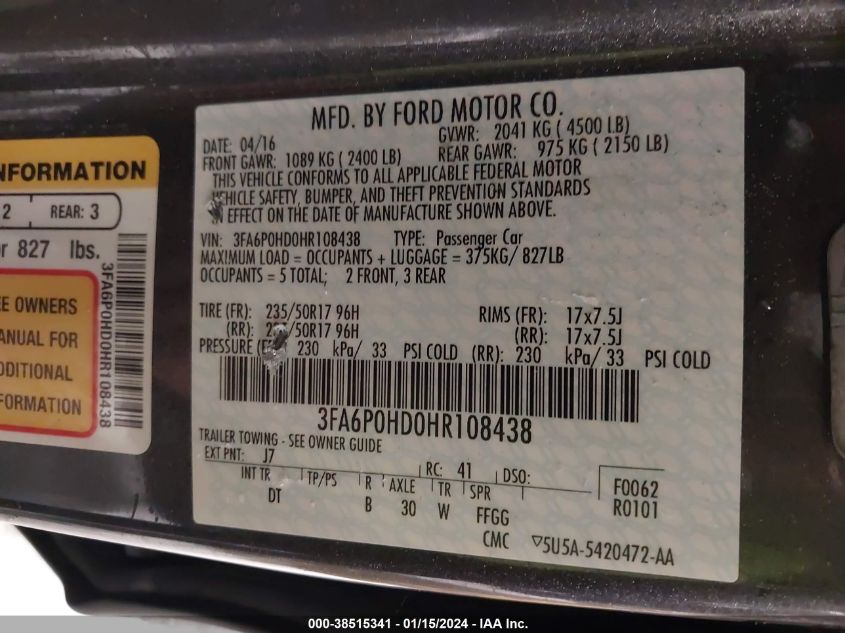 NFORMATION
2 REAR: 3
or 827 lbs.
EE OWNERS
MANUAL FOR
DDITIONAL
FORMATION
3FA6P0HD0HR108438
MFD. BY FORD MOTOR CO.
DATE: 04/16 GVWR: 2041 KG ( 4500 LB)
FRONT GAWR: 1089 KG ( 2400 LB) REAR GAWR: 975 KG ( 2150 LB)
THIS VEHICLE CONFORMS TO ALL APPLICABLE FEDERAL MOTOR
VEHICLE SAFETY, BUMPER, AND THEFT PREVENTION STANDARDS
IN EFFECT ON THE DATE OF MANUFACTURE SHOWN ABOVE.
VIN: 3FA6P0HD0HR108438 TYPE: Passenger Car
MAXIMUM LOAD = OCCUPANTS + LUGGAGE = 375KG/ 827LB
OCCUPANTS = 5 TOTAL; 2 FRONT, 3 REAR
TIRE (FR): 235/50R17 96H RIMS (FR): 17x7.5J
(RR): 235/50R17 96H (RR): 17x7.5J
PRESSURE (FR): 230 kPa/ 33 PSI COLD (RR): 230 kPa/ 33 PSI COLD
3FA6P0HD0HR108438
TRAILER TOWING - SEE OWNER GUIDE
EXT PNT: J7 RC: 41 DSO:
INT TR TP/PS R AXLE TR SPR
DT B 30 W FFGG
F0062
R0101
CMC ▽5U5A-5420472-AA
000-38515341 - 01/15/2024 - IAA Inc.